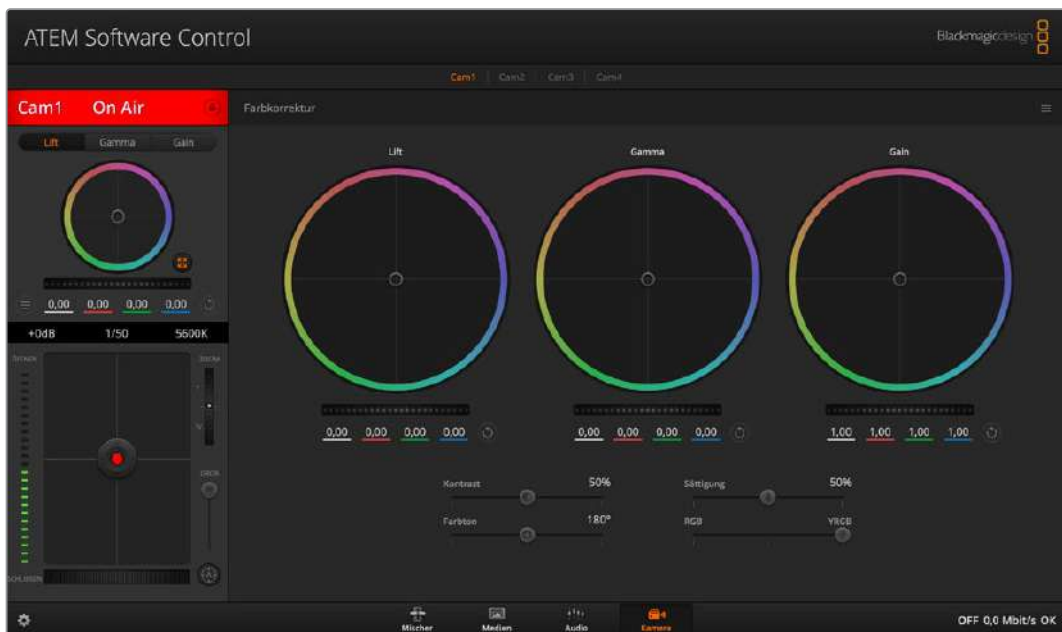 ATEM Software Control
Blackmagicdesign
Cam1 Cam2 Cam3 Cam4
Cam1 On Air
Farbkorrektur
Lift Gamma Gain
Lift Gamma Gain
0,00 0,00 0,00 0,00
+0dB 1/50 5600K
ZOOM
0,00 0,00 0,00 0,00
0,00 0,00 0,00 0,00
1,00 1,00 1,00 1,00
Kontrast 50%
Sättigung 50%
Farbton 180°
RGB YRGB
SCHLIESSEN
Mischer Medien Audio Kamera
OFF 0,0 Mbit/s OK